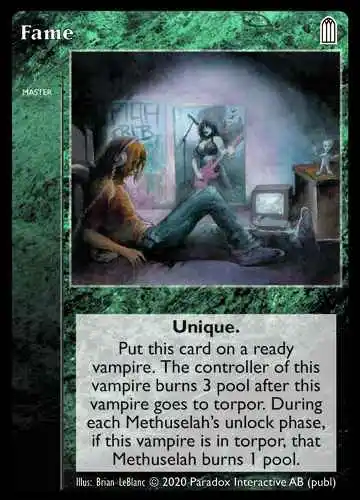 Fame
MASTER
Unique.
Put this card on a ready
vampire. The controller of this
vampire burns 3 pool after this
vampire goes to torpor. During
each Methuselah's unlock phase,
if this vampire is in torpor, that
Methuselah burns 1 pool.
Illus: Brian LeBlanc © 2020 Paradox Interactive AB (publ)